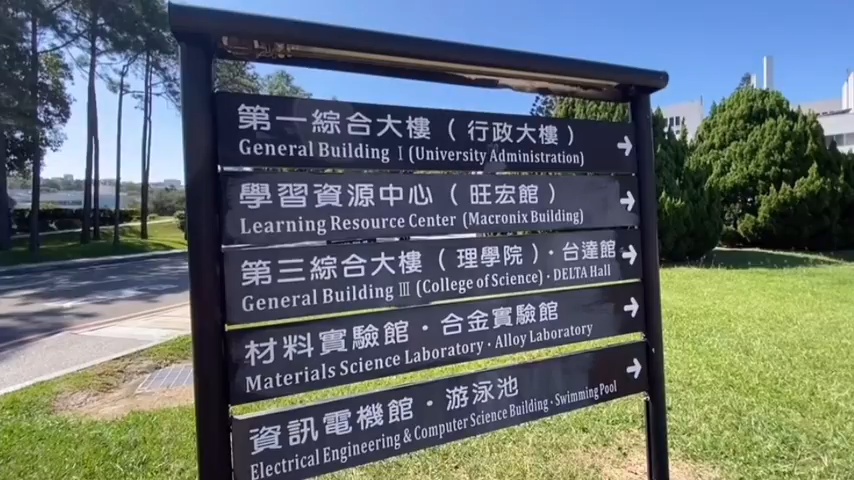 第一綜合大樓（行政大樓）
General Building Ⅰ (University Administration)
學習資源中心（旺宏館）
Learning Resource Center (Macronix Building)
第三綜合大樓（理學院）·台達館
General Building Ⅲ (College of Science)·DELTA Hall
材料實驗館·合金實驗館
Materials Science Laboratory·Alloy Laboratory
資訊電機館·游泳池
Electrical Engineering & Computer Science Building·Swimming Pool